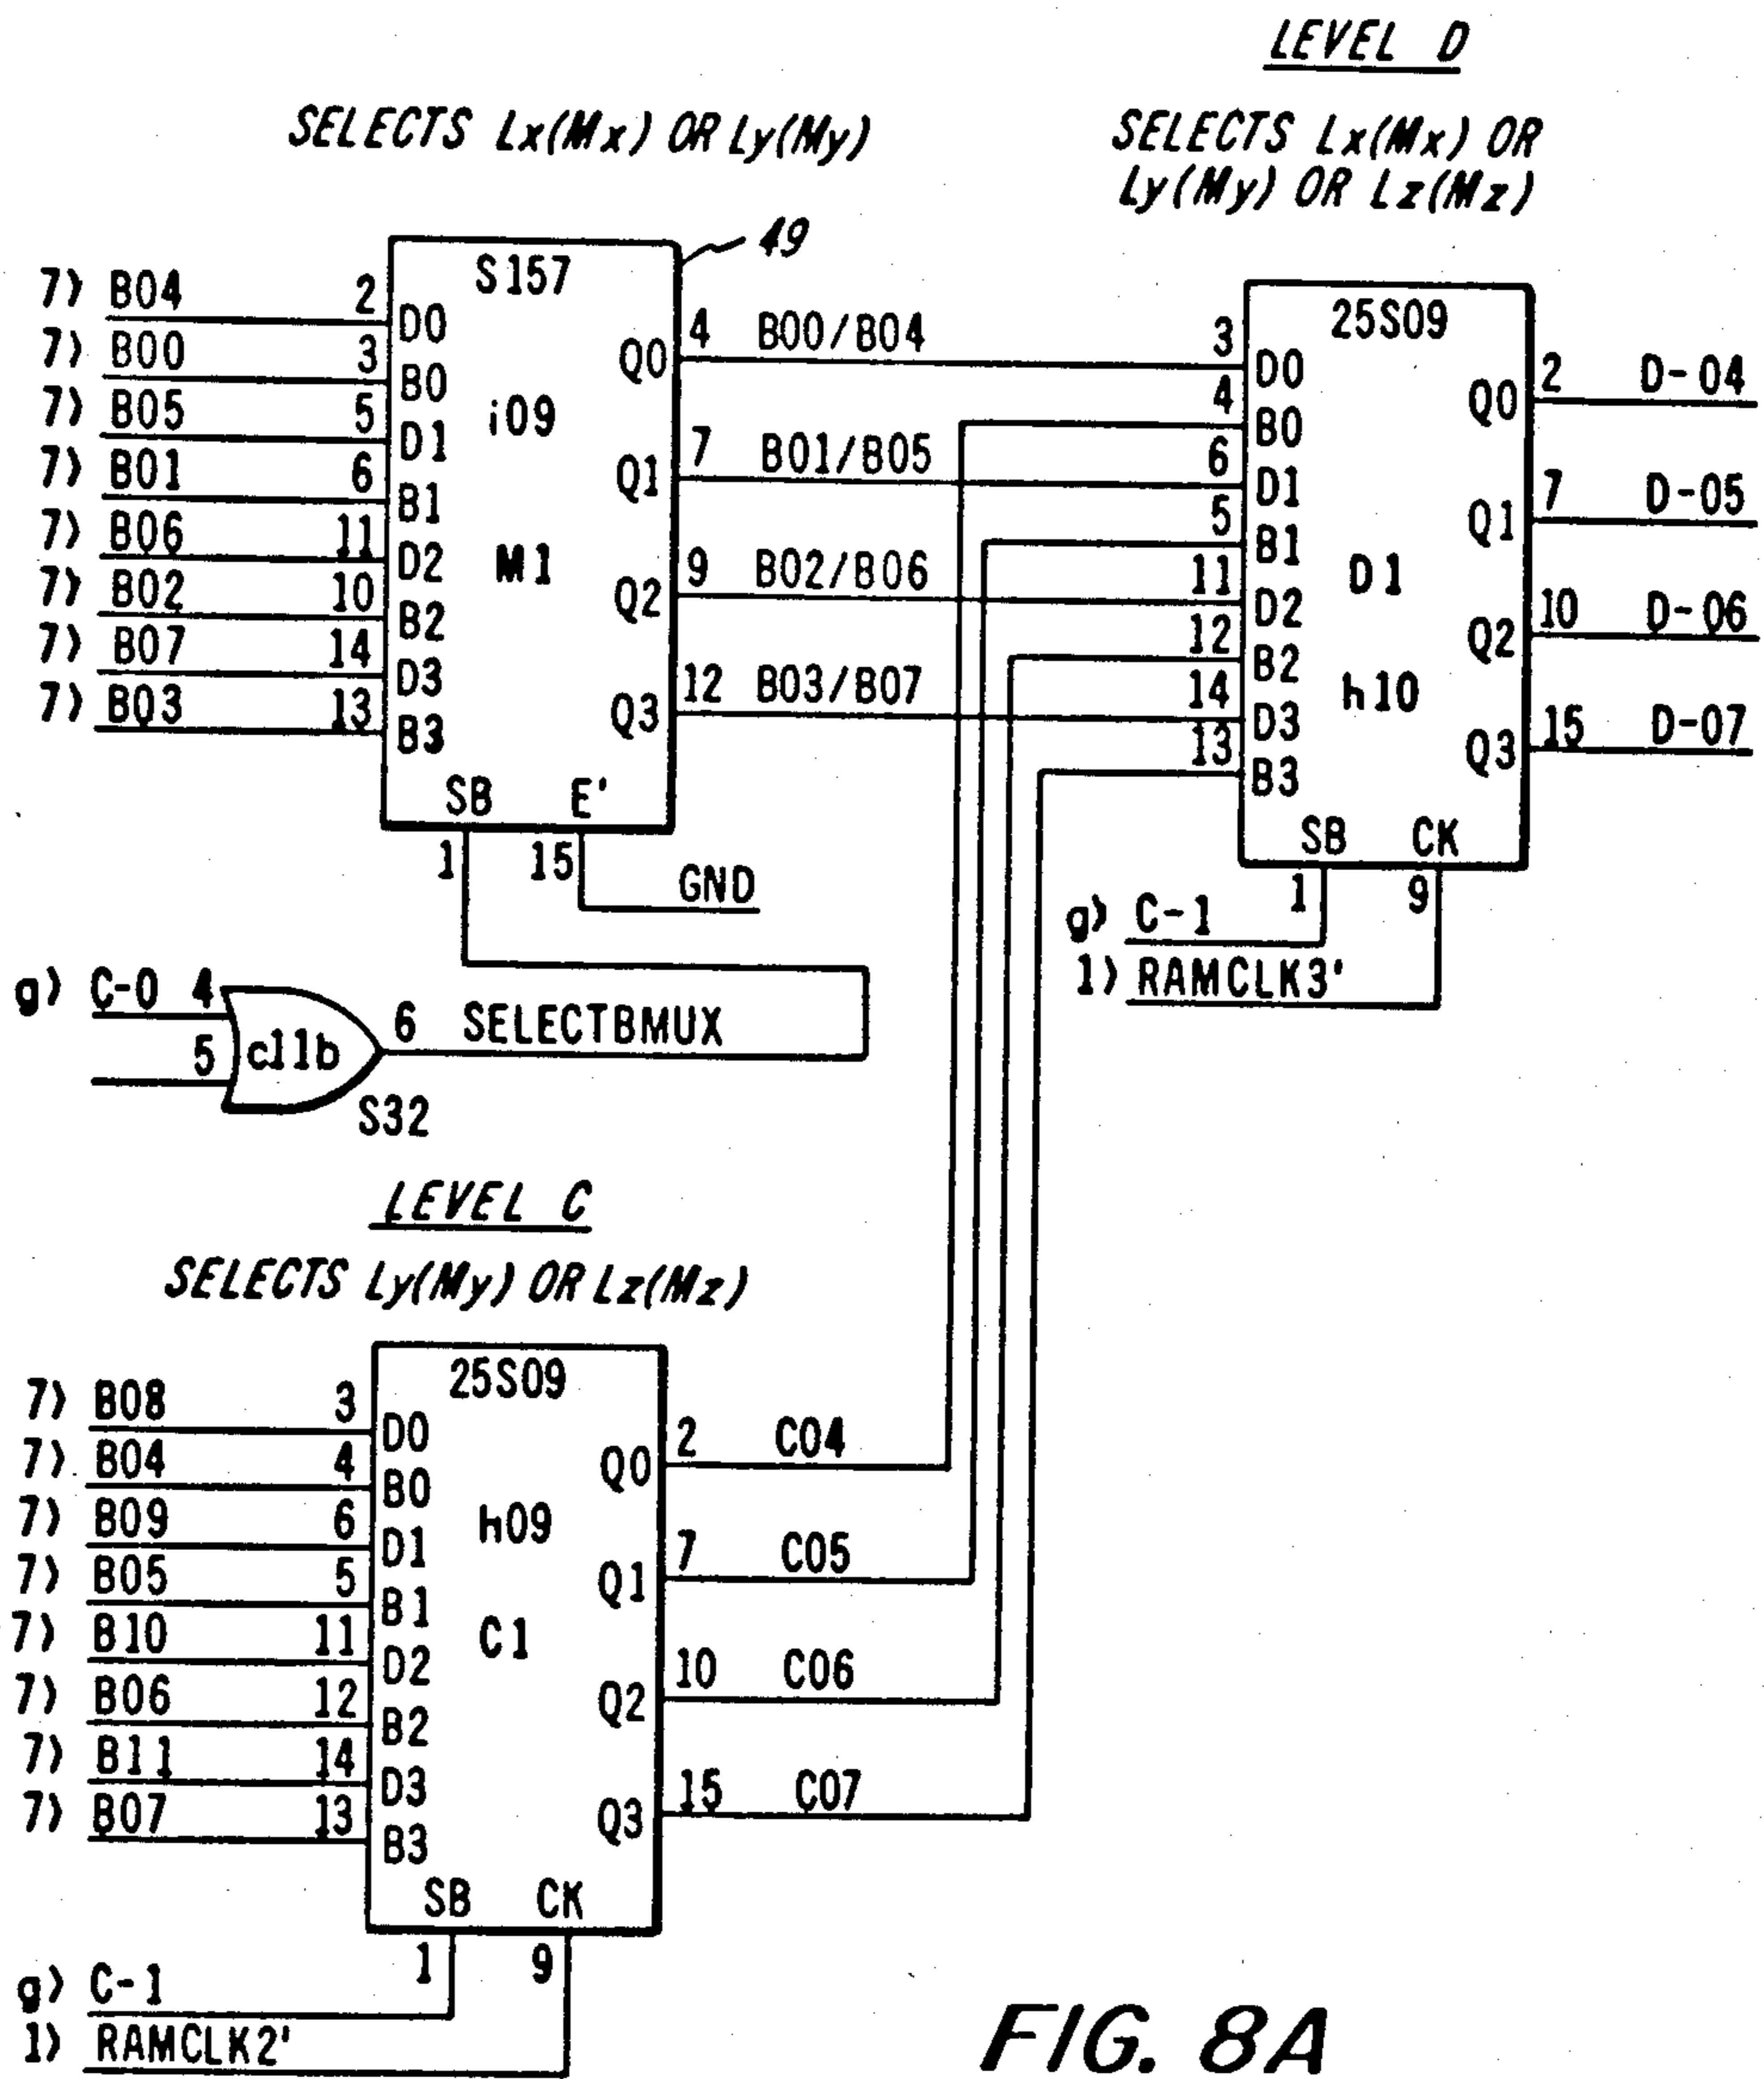 LEVEL D
SELECTS Lx(Mx) OR Ly(My)
SELECTS Lx(Mx) OR
Ly(My) OR Lz(Mz)
49
S157
i09
M1
7) B04 2 D0
7) B00 3 B0
7) B05 5 D1
7) B01 6 B1
7) B06 11 D2
7) B02 10 B2
7) B07 14 D3
7) B03 13 B3
Q0 4 B00/B04
Q1 7 B01/B05
Q2 9 B02/B06
Q3 12 B03/B07
SB E'
1 15
GND
25S09
D1
h10
3 D0
4 B0
6 D1
5 B1
11 D2
12 B2
14 D3
13 B3
Q0 2 D-04
Q1 7 D-05
Q2 10 D-06
Q3 15 D-07
SB CK
1 9
g) C-1
1) RAMCLK3'
g) C-0 4
5
c11b
6 SELECTBMUX
S32
LEVEL C
SELECTS Ly(My) OR Lz(Mz)
25S09
h09
C1
7) B08 3 D0
7) B04 4 B0
7) B09 6 D1
7) B05 5 B1
7) B10 11 D2
7) B06 12 B2
7) B11 14 D3
7) B07 13 B3
Q0 2 C04
Q1 7 C05
Q2 10 C06
Q3 15 C07
SB CK
1 9
g) C-1
1) RAMCLK2'
FIG. 8A